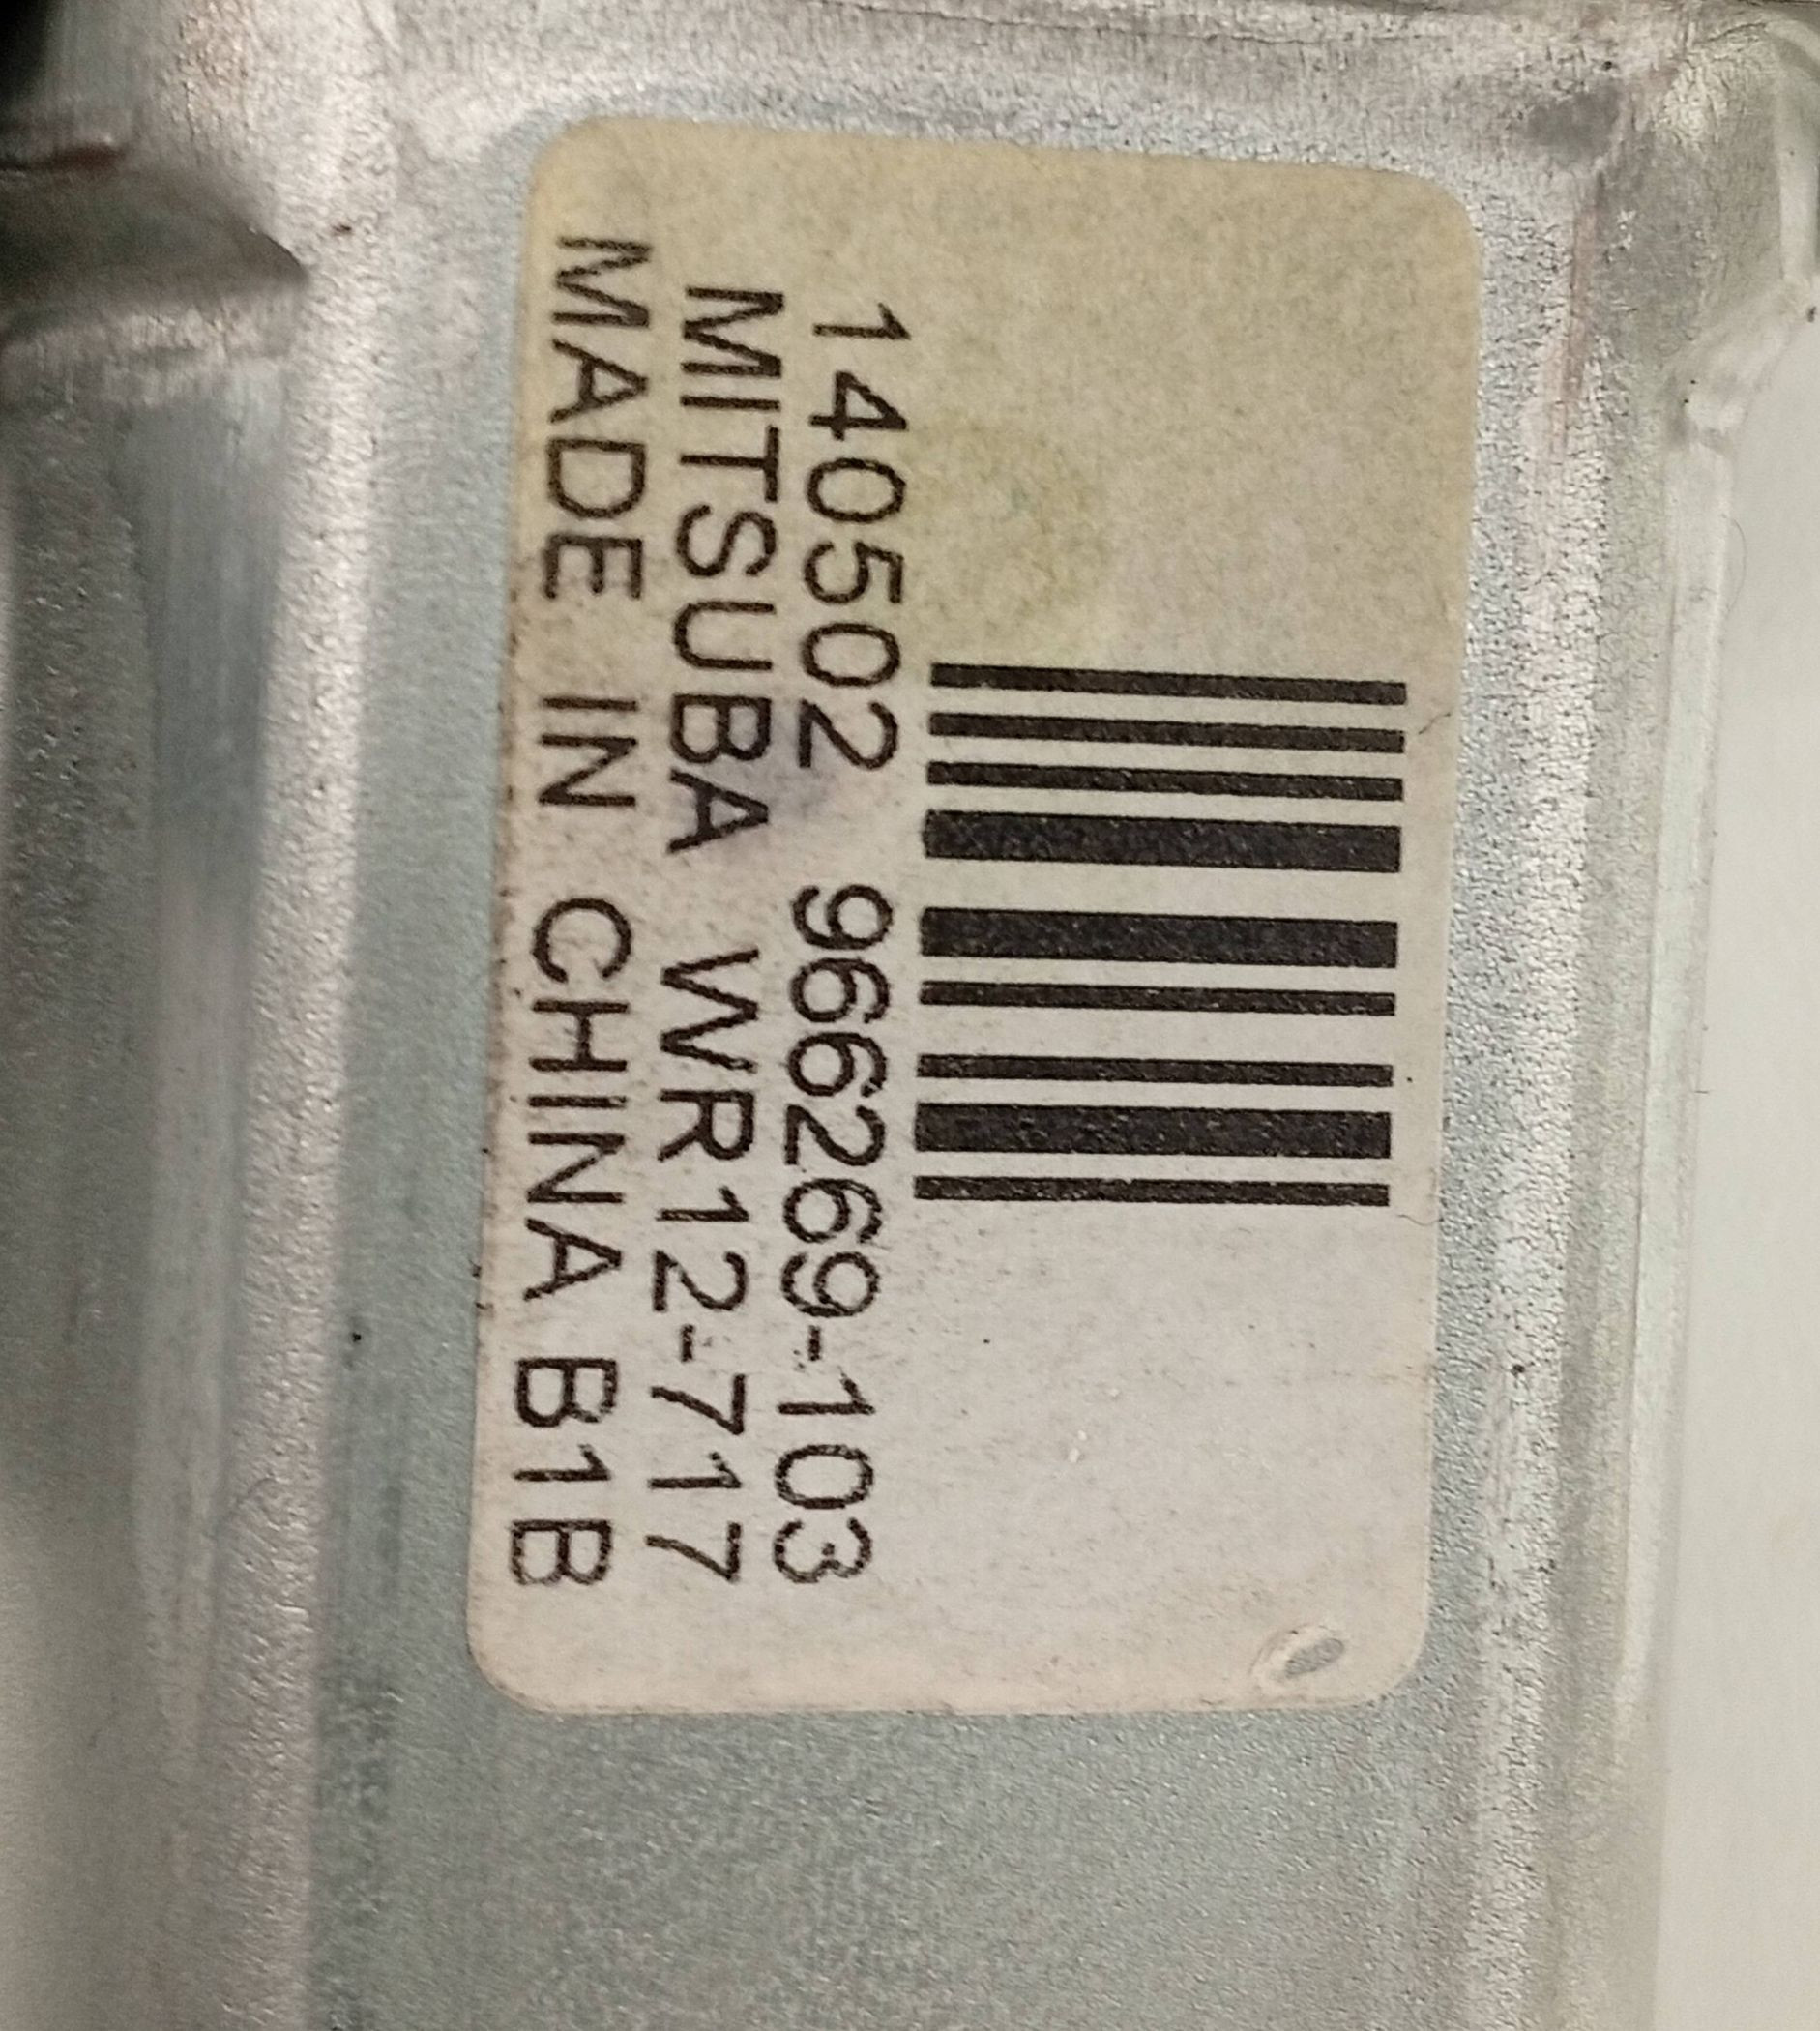 140502 966269-103
MITSUBA WR12-717
MADE IN CHINA B1B